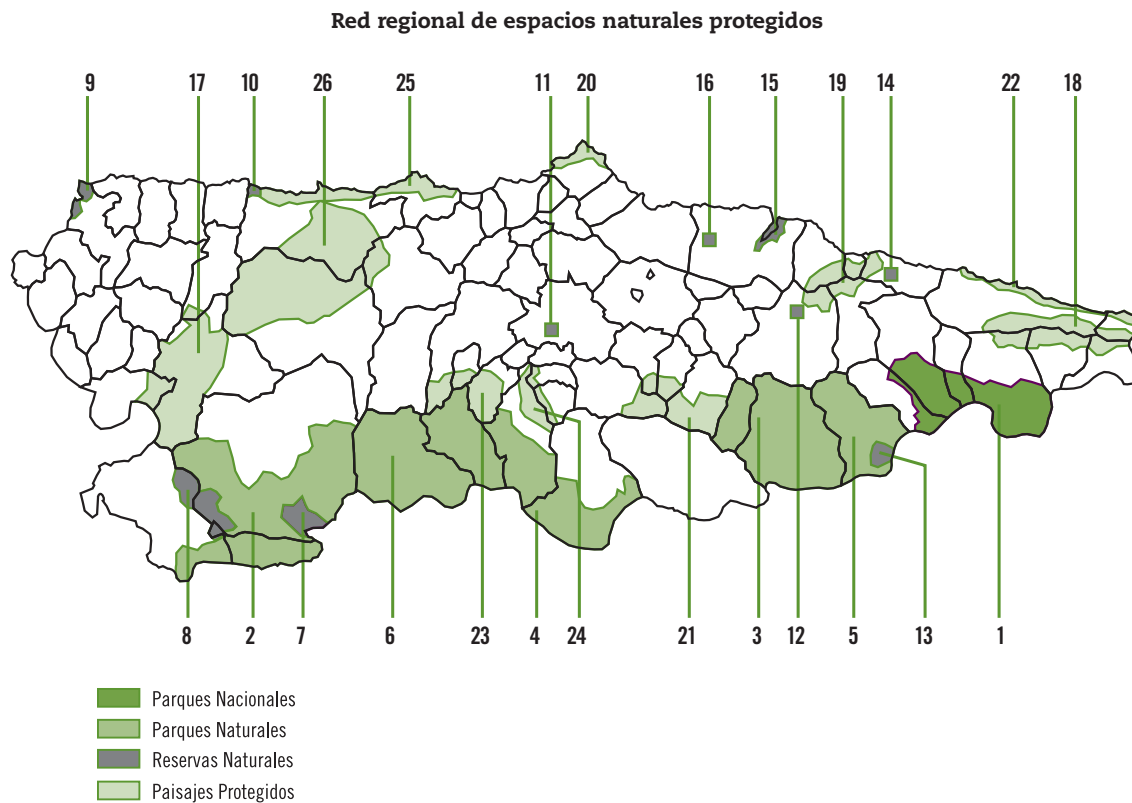 Red regional de espacios naturales protegidos
9 17 10 26 25 11 20 16 15 19 14 22 18
8 2 7 6 23 4 24 21 3 12 5 13 1
Parques Nacionales
Parques Naturales
Reservas Naturales
Paisajes Protegidos